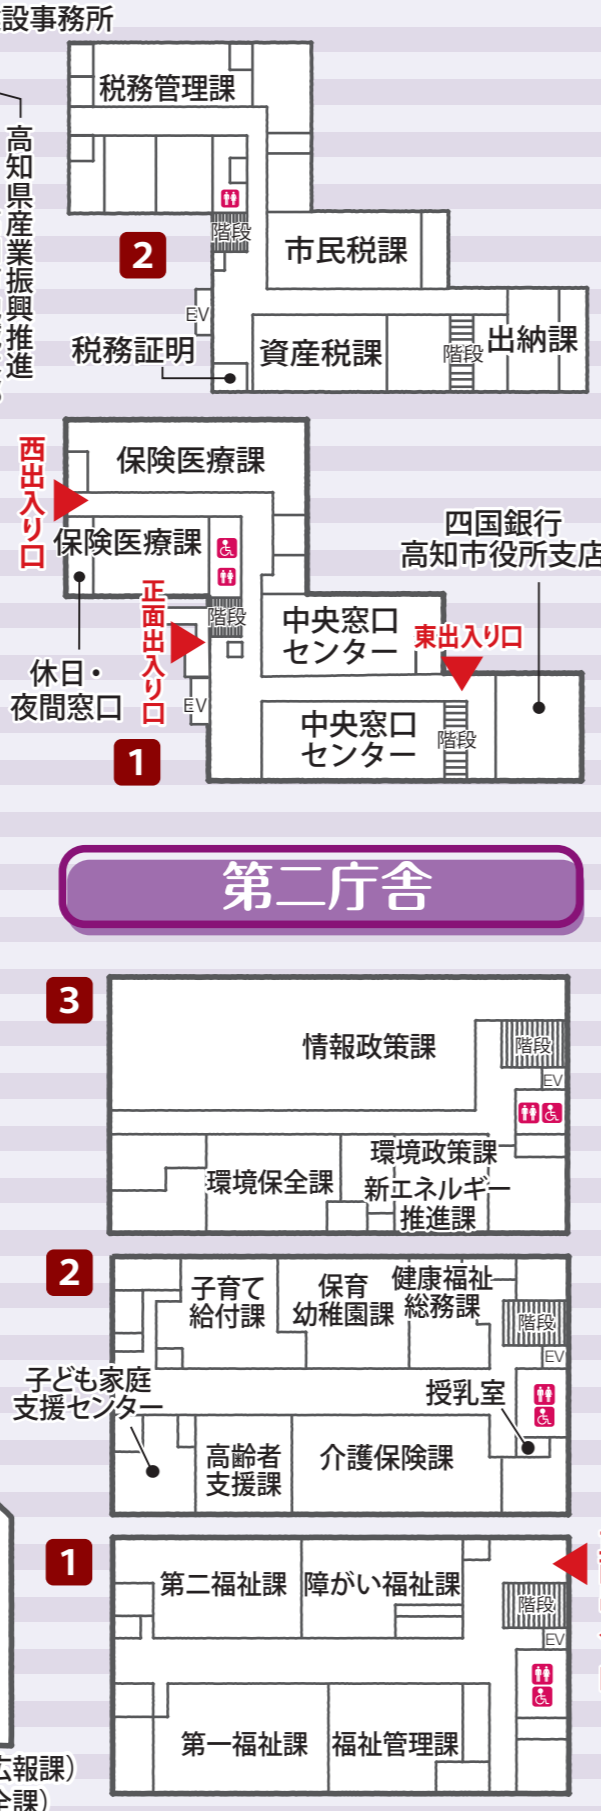 設事務所
高知県産業振興推進
2
税務管理課
階段
市民税課
EV
税務証明
資産税課
階段
出納課
西出入り口
保険医療課
保険医療課
四国銀行
高知市役所支店
正面出入り口
階段
中央窓口
センター
東出入り口
休日・
夜間窓口
EV
中央窓口
センター
階段
1
第二庁舎
3
情報政策課
階段
EV
環境保全課
環境政策課
新エネルギー
推進課
2
子育て
給付課
保育
幼稚園課
健康福祉
総務課
階段
EV
子ども家庭
支援センター
授乳室
高齢者
支援課
介護保険課
1
第二福祉課
障がい福祉課
階段
EV
第一福祉課
福祉管理課
広報課)
全課)